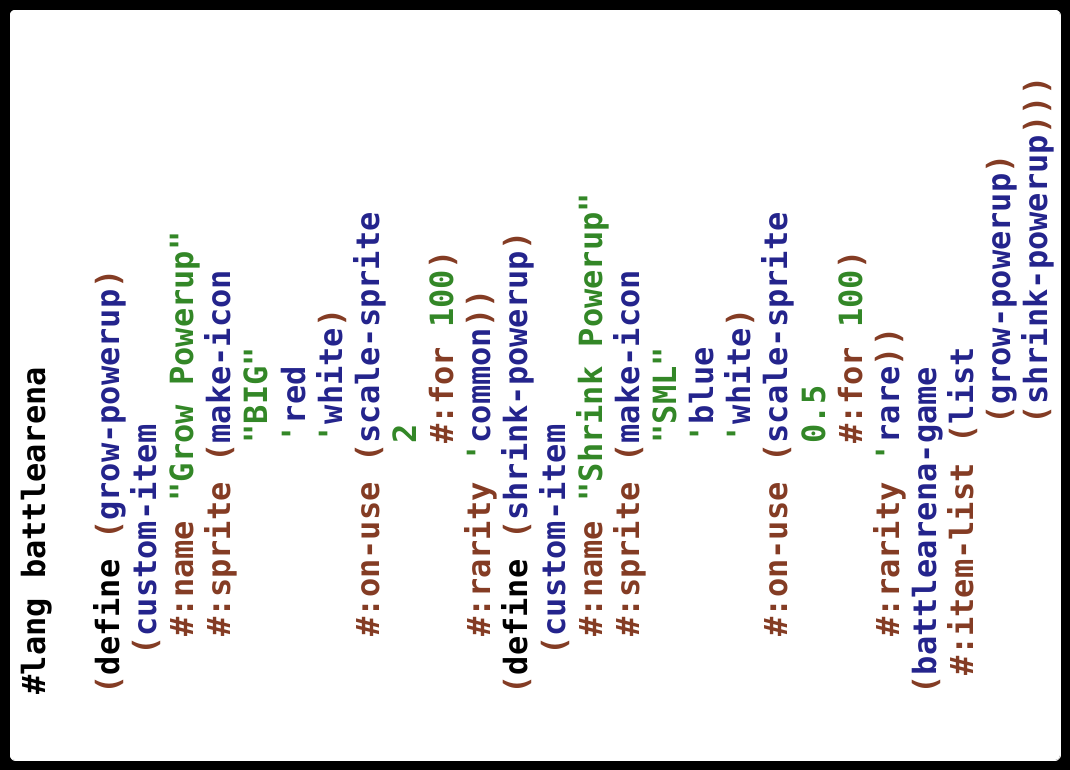 #lang battlearena

(define (grow-powerup)
  (custom-item
   #:name "Grow Powerup"
   #:sprite (make-icon
             "BIG"
             'red
             'white)
   #:on-use (scale-sprite
             2
             #:for 100)
   #:rarity 'common))
(define (shrink-powerup)
  (custom-item
   #:name "Shrink Powerup"
   #:sprite (make-icon
             "SML"
             'blue
             'white)
   #:on-use (scale-sprite
             0.5
             #:for 100)
   #:rarity 'rare))
(battlearena-game
 #:item-list (list
              (grow-powerup)
              (shrink-powerup)))